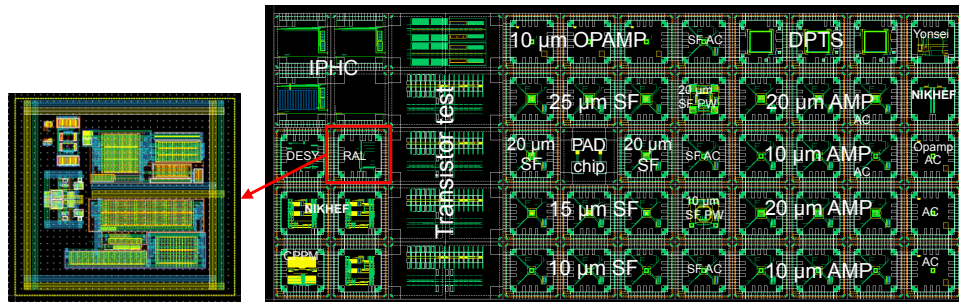 10 µm OPAMP
SF AC
DPTS
Yonsei
IPHC
25 µm SF
20 µm
SF PW
20 µm AMP
AC
NIKHEF
Transistor test
DESY
RAL
20 µm
SF
PAD
chip
20 µm
SF
SF AC
10 µm AMP
AC
Opamp
AC
NIKHEF
15 µm SF
10 µm
SF PW
20 µm AMP
AC
CPPM
10 µm SF
SF AC
10 µm AMP
AC